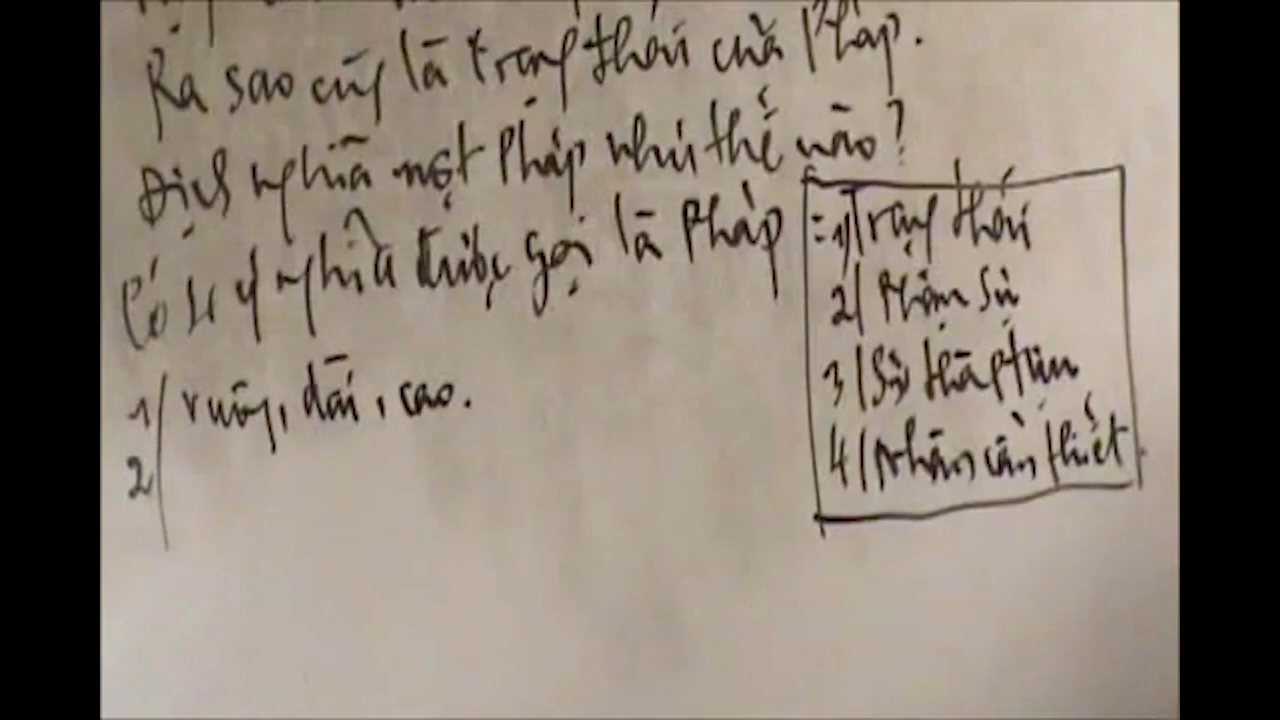 Ra sao cũng là trạng thái của Pháp.
Định nghĩa một Pháp như thế nào?
Có 4 ý nghĩa được gọi là Pháp
: 1/ Trạng thái
2/ Phận sự
3/ Sự thành tựu
4/ Nhân cần thiết
1/ vuông, dài, cao.
2/